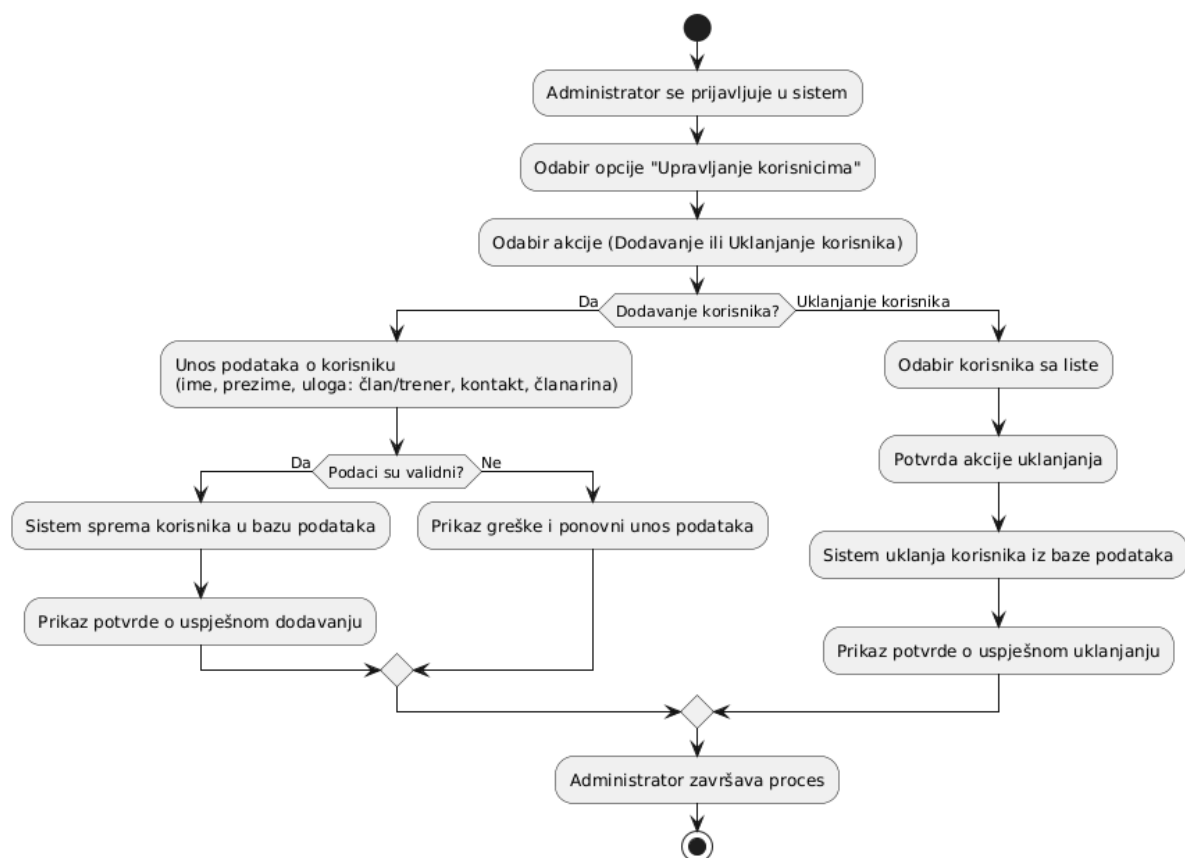 Administrator se prijavljuje u sistem
Odabir opcije "Upravljanje korisnicima"
Odabir akcije (Dodavanje ili Uklanjanje korisnika)
Da
Dodavanje korisnika?
Uklanjanje korisnika
Unos podataka o korisniku
(ime, prezime, uloga: član/trener, kontakt, članarina)
Odabir korisnika sa liste
Potvrda akcije uklanjanja
Da
Podaci su validni?
Ne
Sistem sprema korisnika u bazu podataka
Prikaz greške i ponovni unos podataka
Sistem uklanja korisnika iz baze podataka
Prikaz potvrde o uspješnom dodavanju
Prikaz potvrde o uspješnom uklanjanju
Administrator završava proces